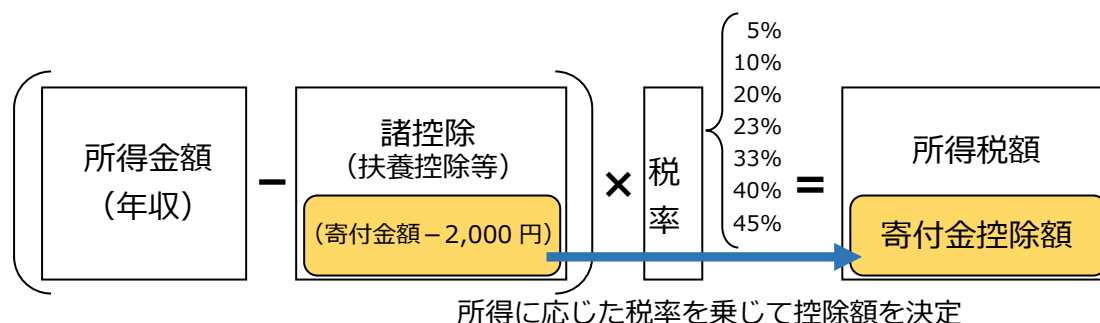 所得金額
（年収）
－
諸控除
（扶養控除等）
（寄付金額－2,000 円）
×
税
率
5%
10%
20%
23%
33%
40%
45%
＝
所得税額
寄付金控除額
所得に応じた税率を乗じて控除額を決定